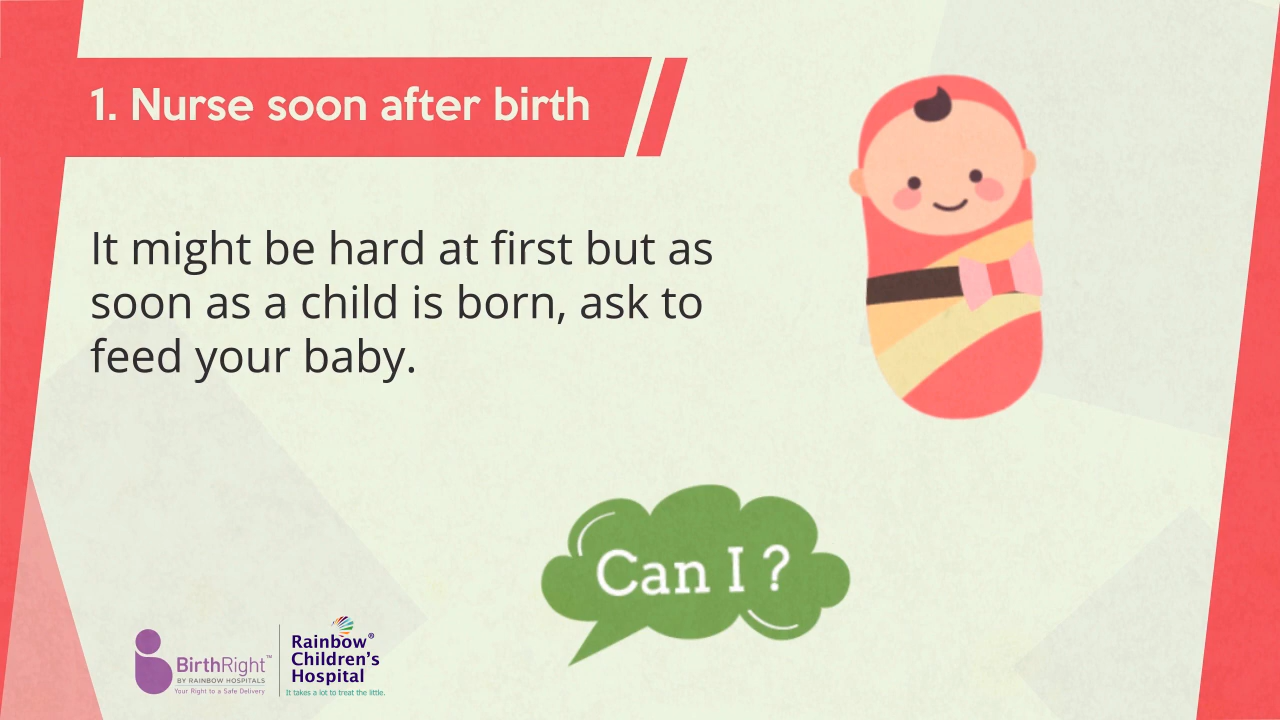 1. Nurse soon after birth
It might be hard at first but as
soon as a child is born, ask to
feed your baby.
Can I ?
BirthRight™
BY RAINBOW HOSPITALS
Your Right to a Safe Delivery
Rainbow®
Children's
Hospital
It takes a lot to treat the little.